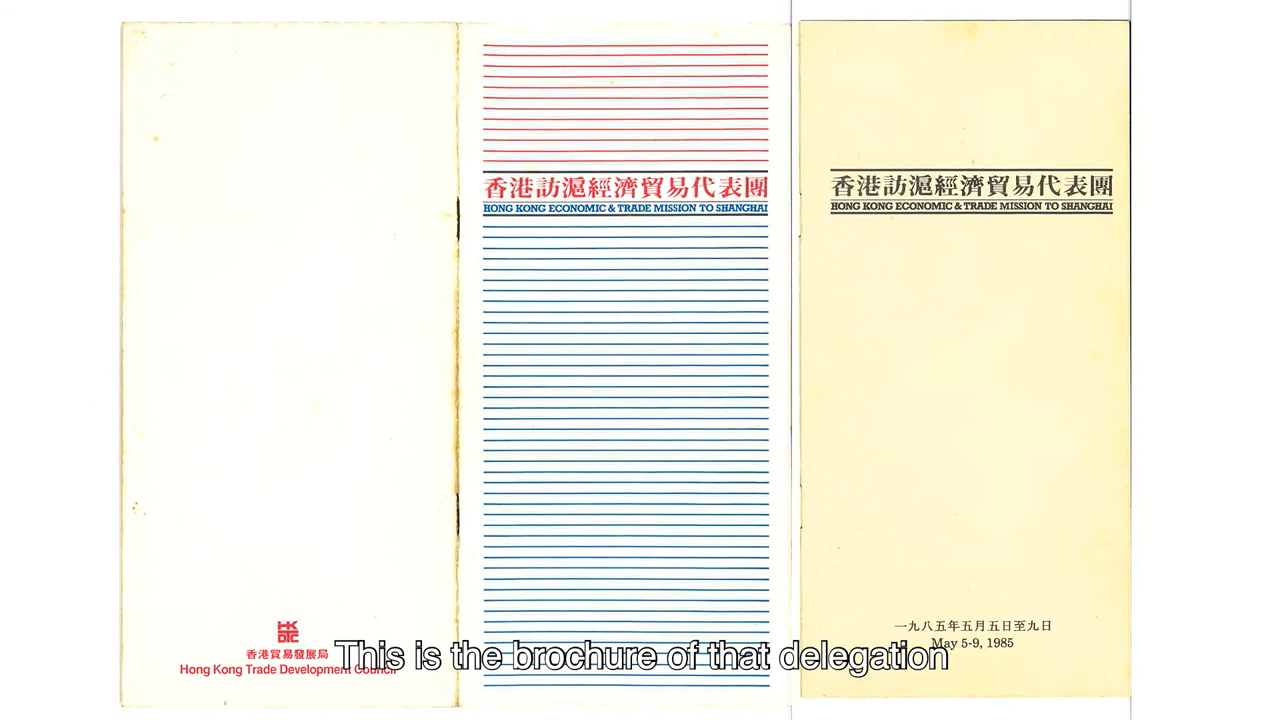 香港訪滬經濟貿易代表團
HONG KONG ECONOMIC & TRADE MISSION TO SHANGHAI
香港訪滬經濟貿易代表團
HONG KONG ECONOMIC & TRADE MISSION TO SHANGHAI
一九八五年五月五日至九日
May 5-9, 1985
香港貿易發展局
Hong Kong Trade Development Council
This is the brochure of that delegation